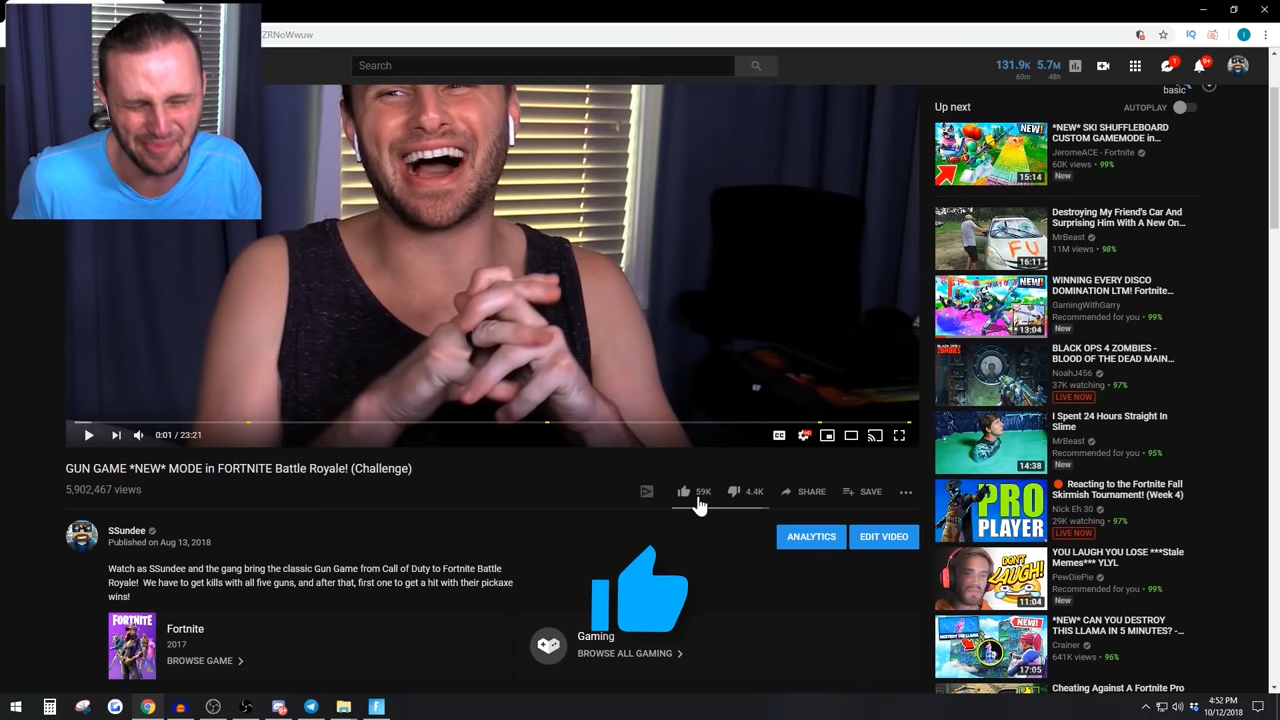 ZRNoWwuw
Search
131.9K 5.7M
60m 48h
1
9+
basic
Up next
AUTOPLAY
*NEW* SKI SHUFFLEBOARD
CUSTOM GAMEMODE in...
JeromeACE - Fortnite
60K views • 99%
New
NEW!
15:14
Destroying My Friend's Car And
Surprising Him With A New On...
MrBeast
11M views • 98%
FU
16:11
WINNING EVERY DISCO
DOMINATION LTM! Fortnite...
GamingWithGarry
Recommended for you • 99%
New
NEW!
13:04
BLACK OPS 4 ZOMBIES -
BLOOD OF THE DEAD MAIN...
NoahJ456
37K watching • 97%
LIVE NOW
I Spent 24 Hours Straight In
Slime
MrBeast
Recommended for you • 95%
New
14:38
Reacting to the Fortnite Fall
Skirmish Tournament! (Week 4)
Nick Eh 30
29K watching • 97%
LIVE NOW
PRO
PLAYER
YOU LAUGH YOU LOSE ***Stale
Memes*** YLYL
PewDiePie
Recommended for you • 99%
New
DON'T
LAUGH!
11:04
*NEW* CAN YOU DESTROY
THIS LLAMA IN 5 MINUTES? -...
Crainer
641K views • 96%
17:05
Cheating Against A Fortnite Pro
0:01 / 23:21
CC
HD
GUN GAME *NEW* MODE in FORTNITE Battle Royale! (Challenge)
5,902,467 views
59K
4.4K
SHARE
SAVE
SSundee
Published on Aug 13, 2018
ANALYTICS
EDIT VIDEO
Watch as SSundee and the gang bring the classic Gun Game from Call of Duty to Fortnite Battle
Royale! We have to get kills with all five guns, and after that, first one to get a hit with their pickaxe
wins!
FORTNITE
Fortnite
2017
BROWSE GAME
Gaming
BROWSE ALL GAMING
4:52 PM
10/12/2018